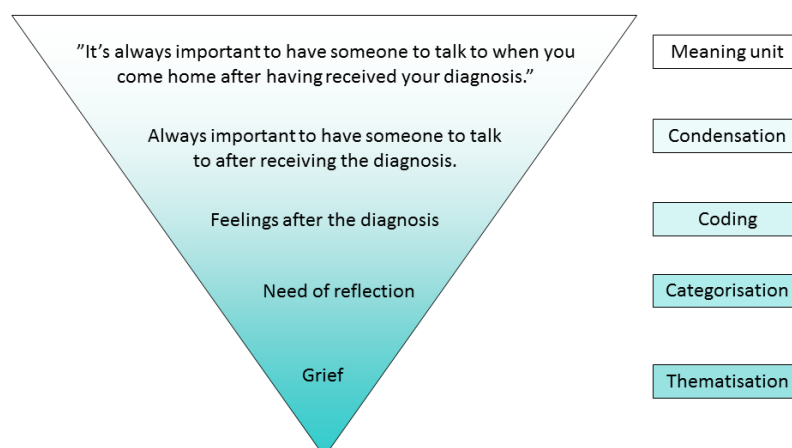 ”It’s always important to have someone to talk to when you
come home after having received your diagnosis.”
Meaning unit
Always important to have someone to talk
to after receiving the diagnosis.
Condensation
Feelings after the diagnosis
Coding
Need of reflection
Categorisation
Grief
Thematisation